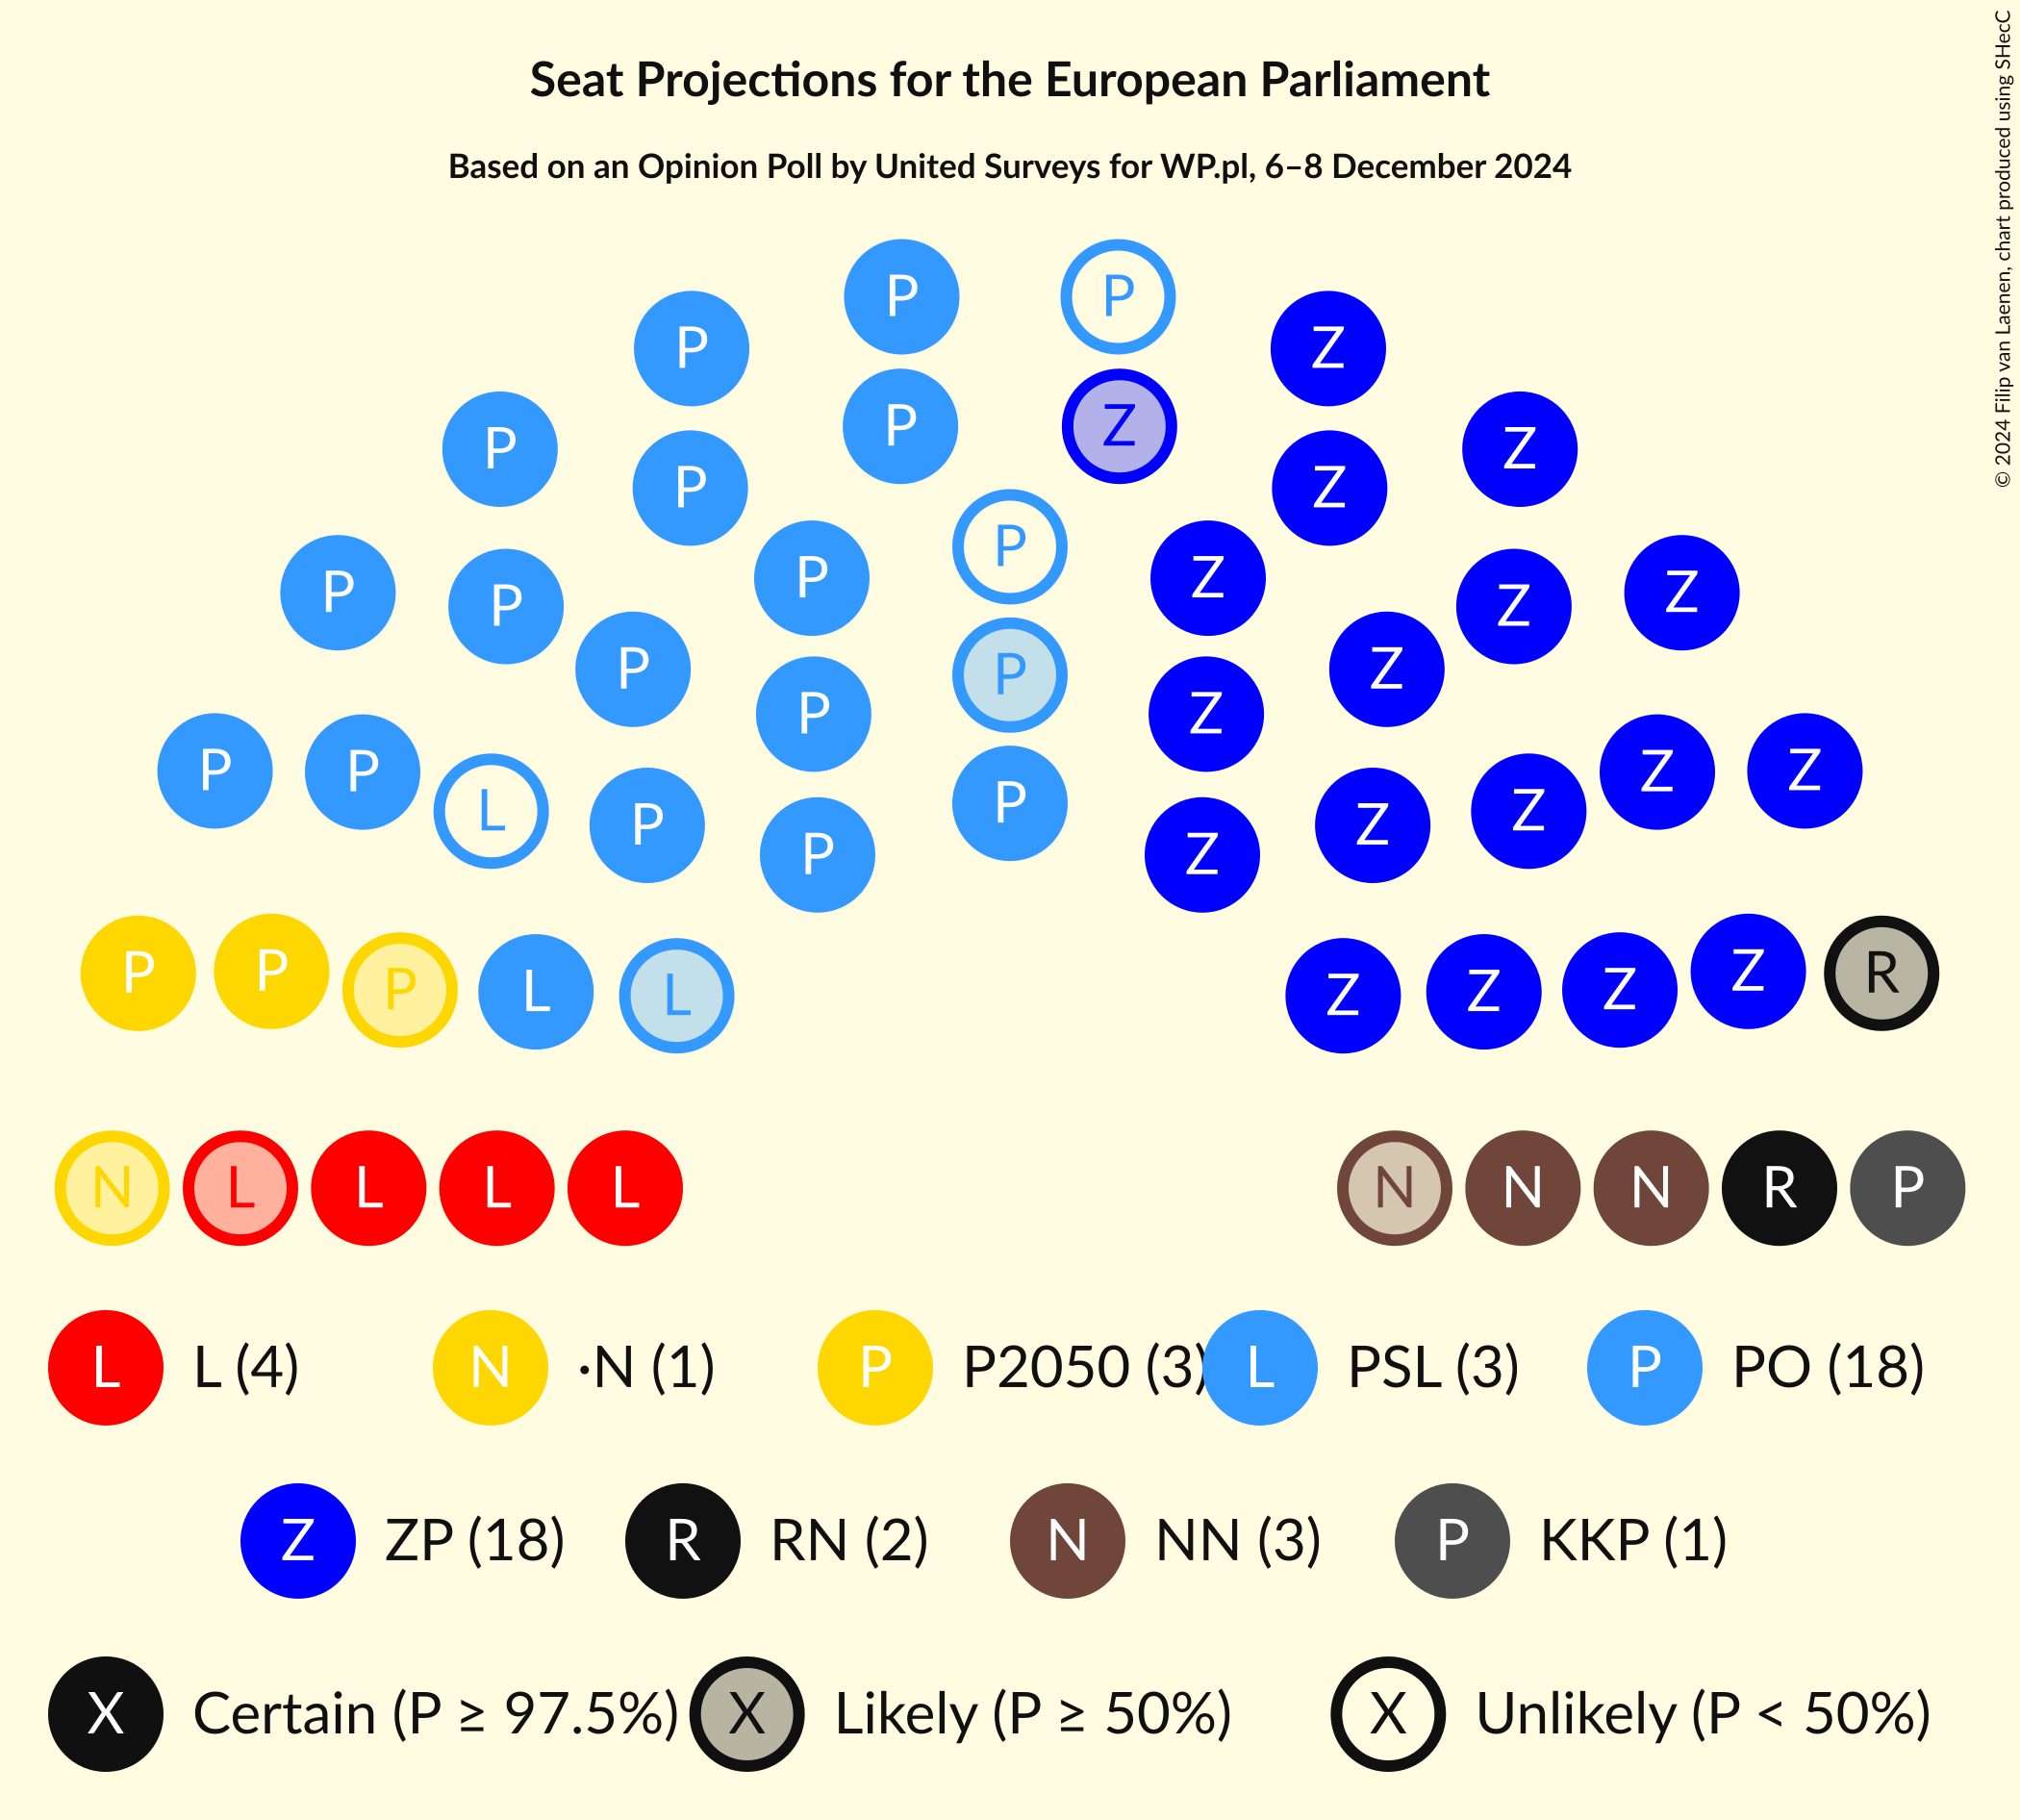 Seat Projections for the European Parliament
Based on an Opinion Poll by United Surveys for WP.pl, 6–8 December 2024
© 2024 Filip van Laenen, chart produced using SHecC
P P
P Z
P Z
P Z
P Z
P Z
P
P Z
P Z
P Z
P Z
P
P Z
P Z
P Z
L Z
P
P Z
P Z
P Z
P Z
P R
P L L Z Z Z
N L L L L N N N R P
L L (4) N ·N (1) P P2050 (3) L PSL (3) P PO (18)
Z ZP (18) R RN (2) N NN (3) P KKP (1)
X Certain (P ≥ 97.5%) X Likely (P ≥ 50%) X Unlikely (P < 50%)